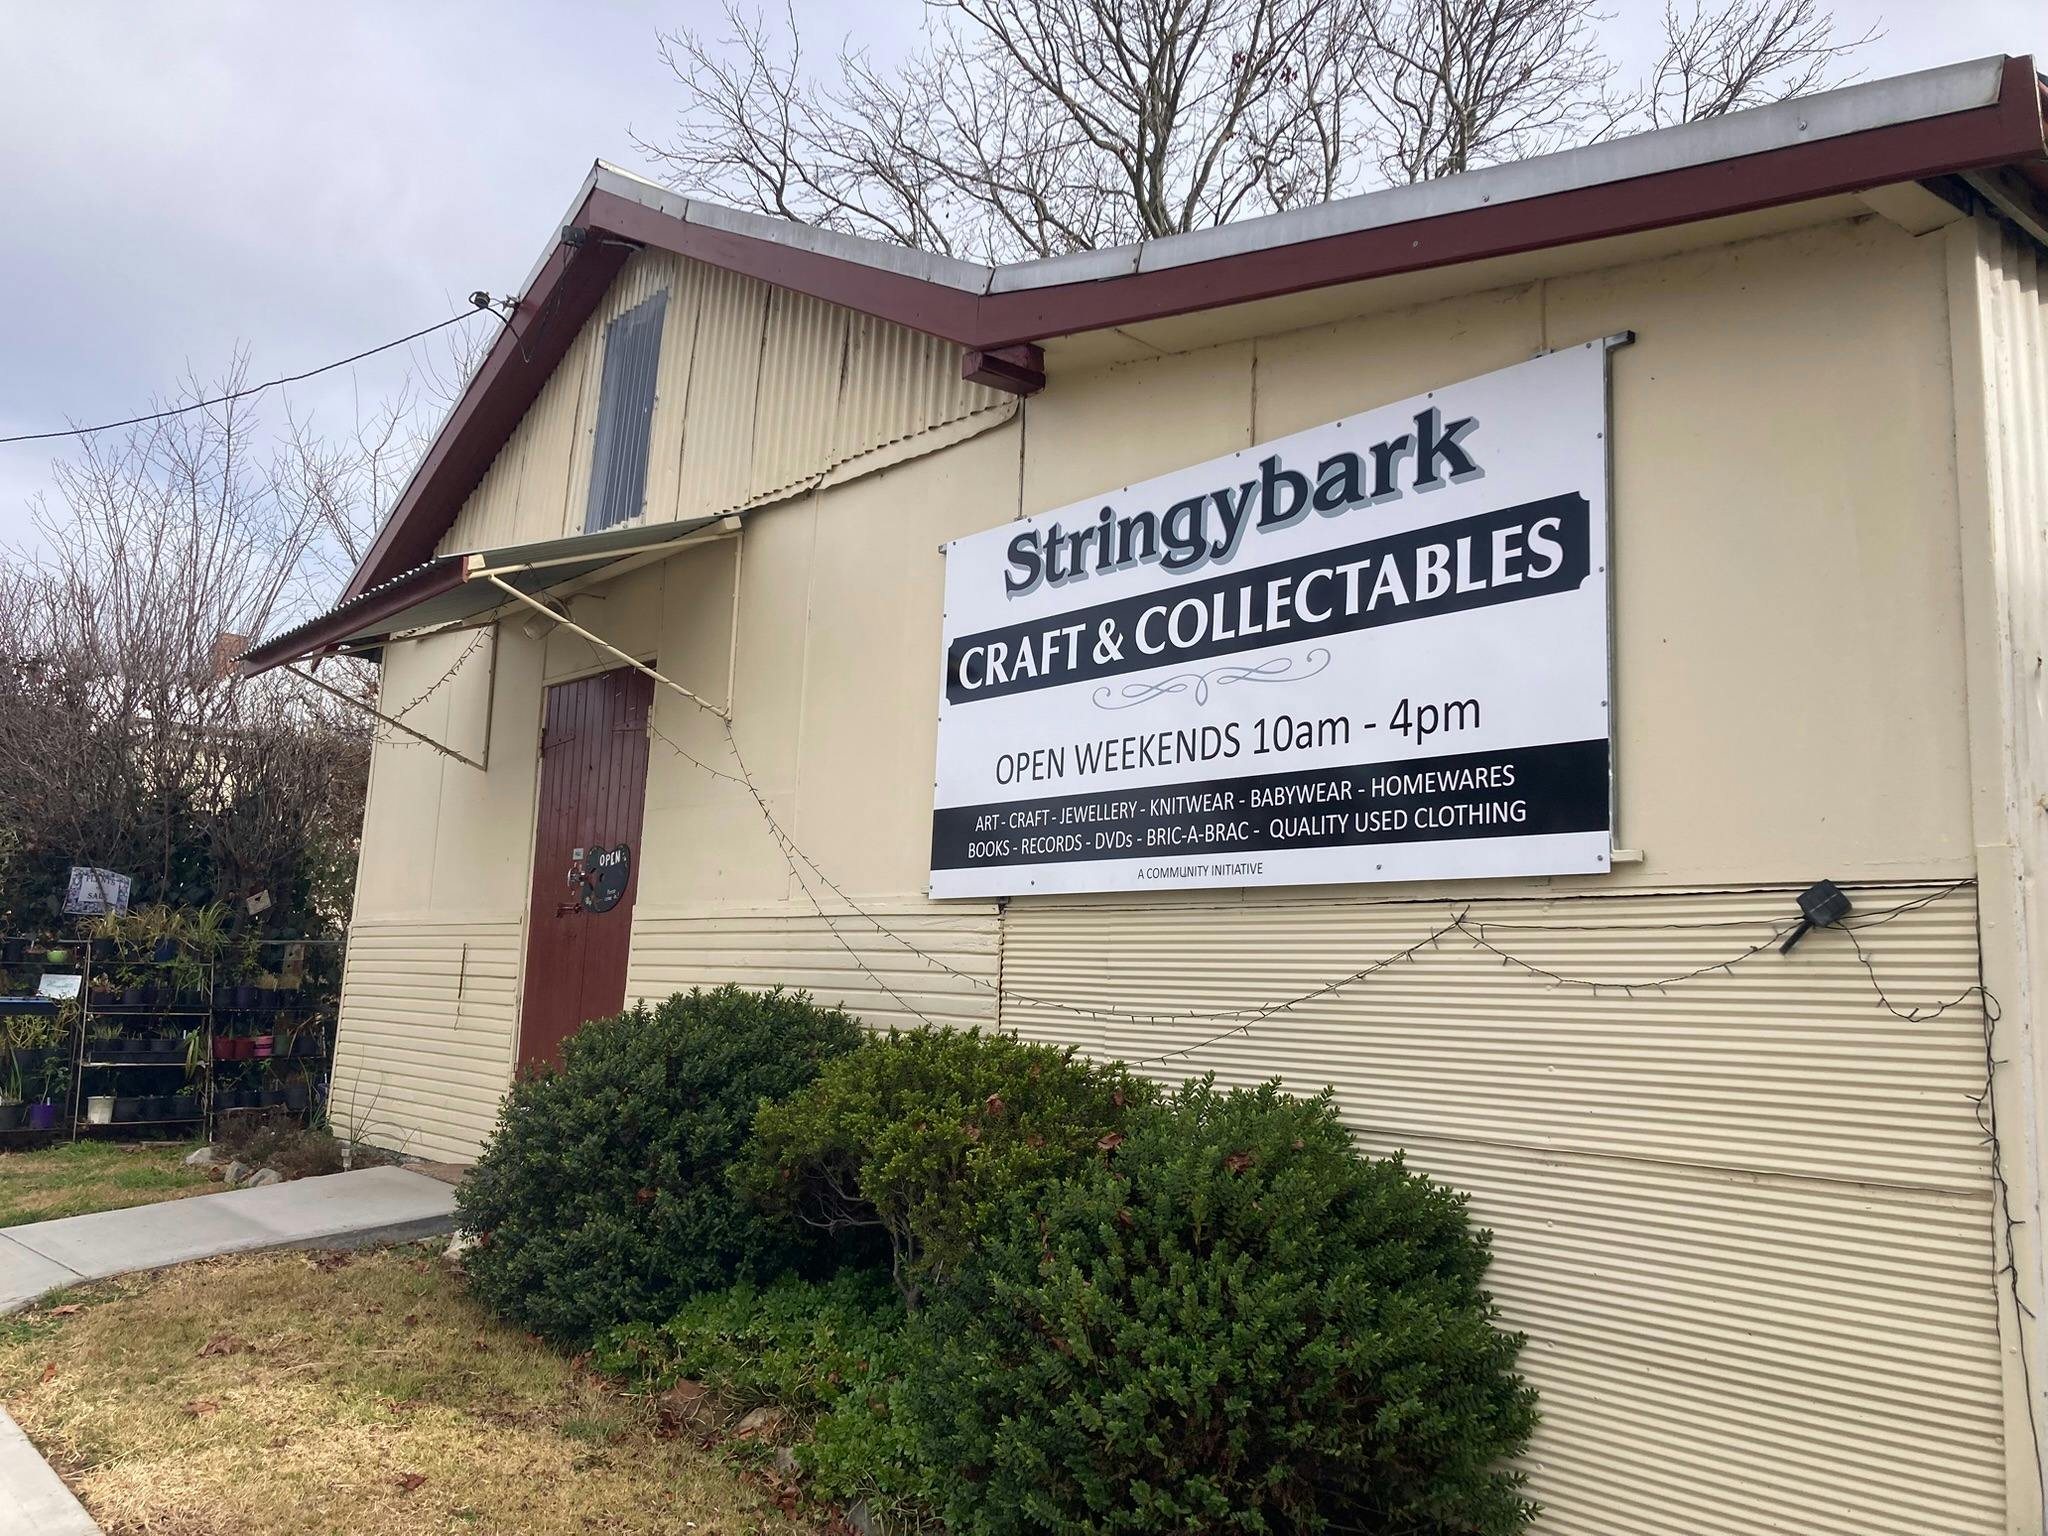 Stringybark
CRAFT & COLLECTABLES
OPEN WEEKENDS 10am - 4pm
ART - CRAFT - JEWELLERY - KNITWEAR - BABYWEAR - HOMEWARES
BOOKS - RECORDS - DVDs - BRIC-A-BRAC - QUALITY USED CLOTHING
A COMMUNITY INITIATIVE
OPEN